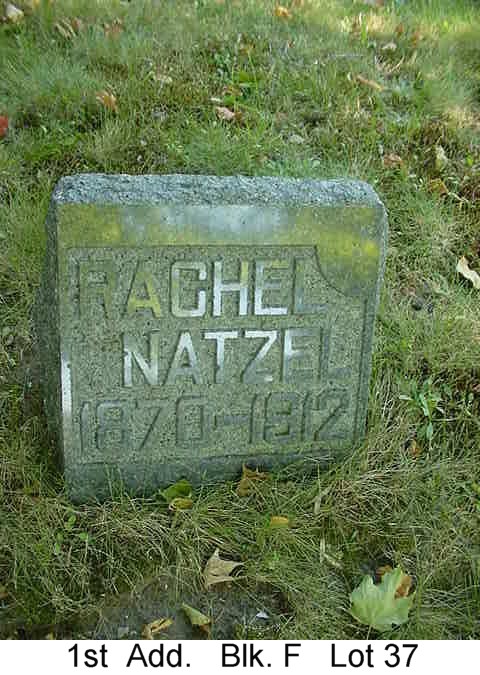 RACHEL
NATZEL
1870-1912
1st Add. Blk. F Lot 37